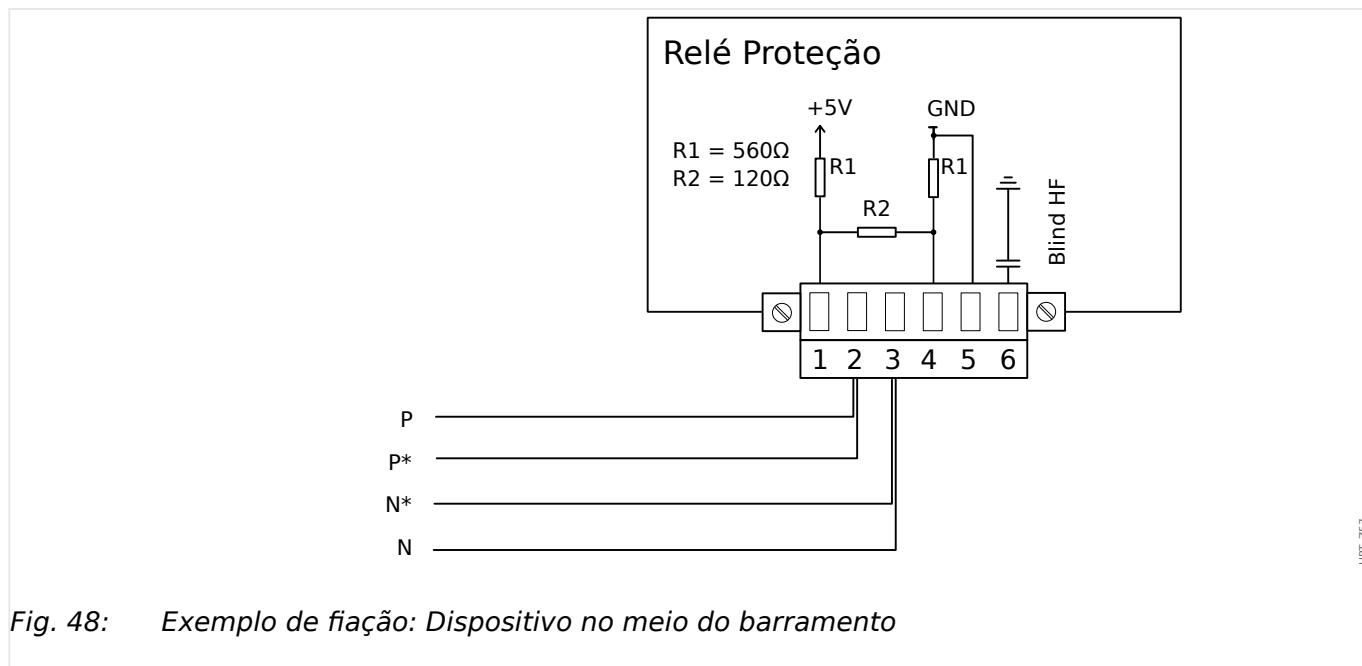 Relé Proteção
+5V GND
R1 = 560Ω
R2 = 120Ω
R1 R1
R2
Blind HF
1 2 3 4 5 6
P
P*
N*
N
Fig. 48: Exemplo de fiação: Dispositivo no meio do barramento